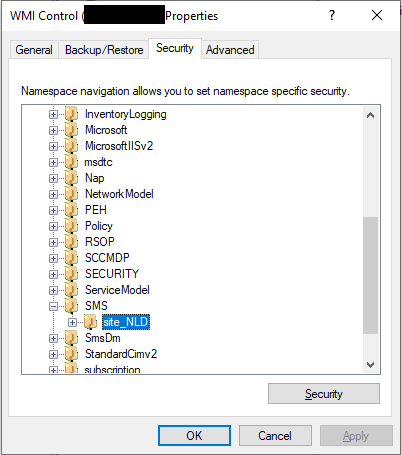 WMI Control ( Properties
General Backup/Restore Security Advanced
Namespace navigation allows you to set namespace specific security.
InventoryLogging
Microsoft
MicrosoftIISv2
msdtc
Nap
NetworkModel
PEH
Policy
RSOP
SCCMDP
SECURITY
ServiceModel
SMS
site_NLD
SmsDm
StandardCimv2
subscription
Security
OK Cancel Apply